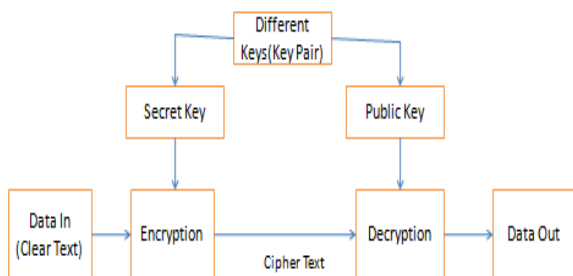 Different
Keys(Key Pair)
Secret Key
Public Key
Data In
(Clear Text)
Encryption
Cipher Text
Decryption
Data Out